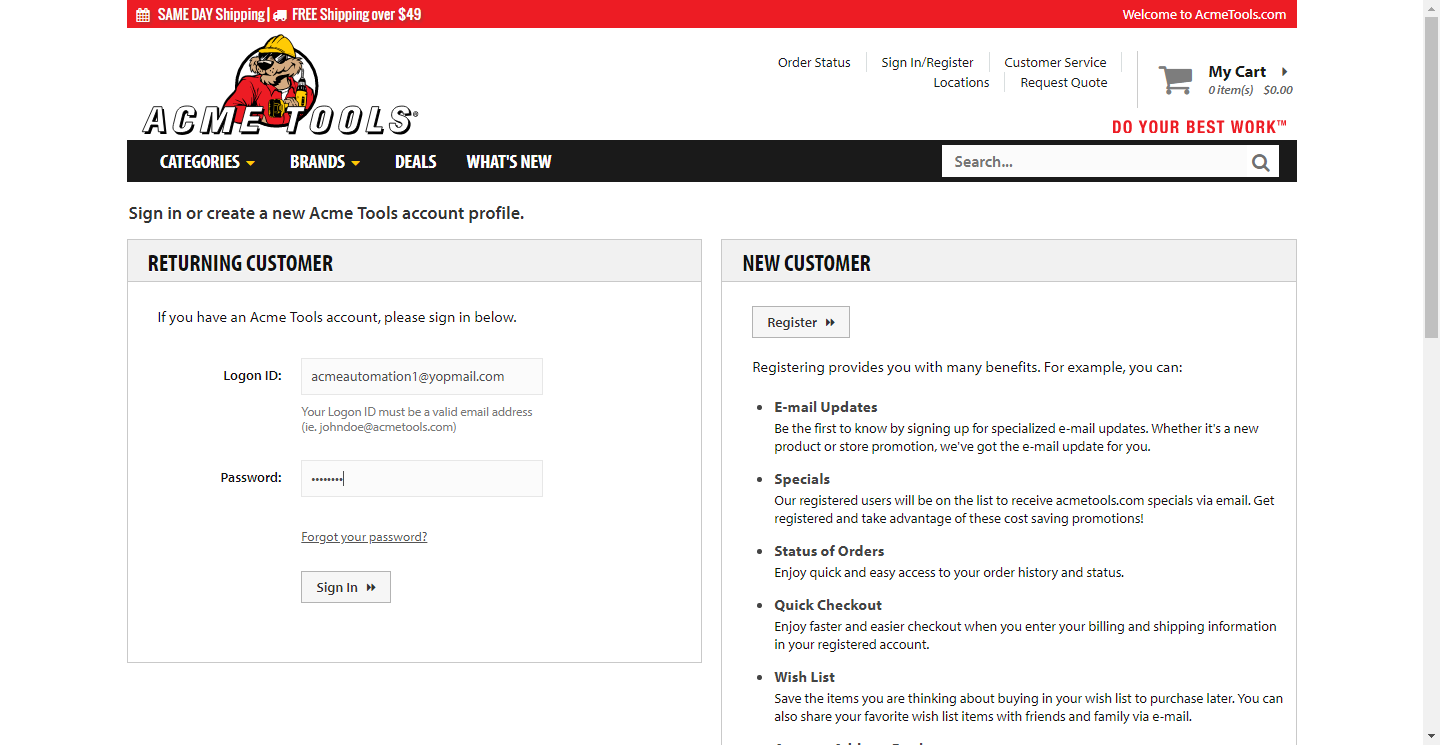 SAME DAY Shipping | FREE Shipping over $49
Welcome to AcmeTools.com
ACME TOOLS®
Order Status
Sign In/Register
Customer Service
Locations
Request Quote
My Cart
0 item(s) $0.00
DO YOUR BEST WORK™
CATEGORIES
BRANDS
DEALS
WHAT'S NEW
Search...
Sign in or create a new Acme Tools account profile.
RETURNING CUSTOMER
If you have an Acme Tools account, please sign in below.
Logon ID:
acmeautomation1@yopmail.com
Your Logon ID must be a valid email address
(ie. johndoe@acmetools.com)
Password:
••••••••
Forgot your password?
Sign In
NEW CUSTOMER
Register
Registering provides you with many benefits. For example, you can:
• E-mail Updates
Be the first to know by signing up for specialized e-mail updates. Whether it's a new
product or store promotion, we've got the e-mail update for you.
• Specials
Our registered users will be on the list to receive acmetools.com specials via email. Get
registered and take advantage of these cost saving promotions!
• Status of Orders
Enjoy quick and easy access to your order history and status.
• Quick Checkout
Enjoy faster and easier checkout when you enter your billing and shipping information
in your registered account.
• Wish List
Save the items you are thinking about buying in your wish list to purchase later. You can
also share your favorite wish list items with friends and family via e-mail.